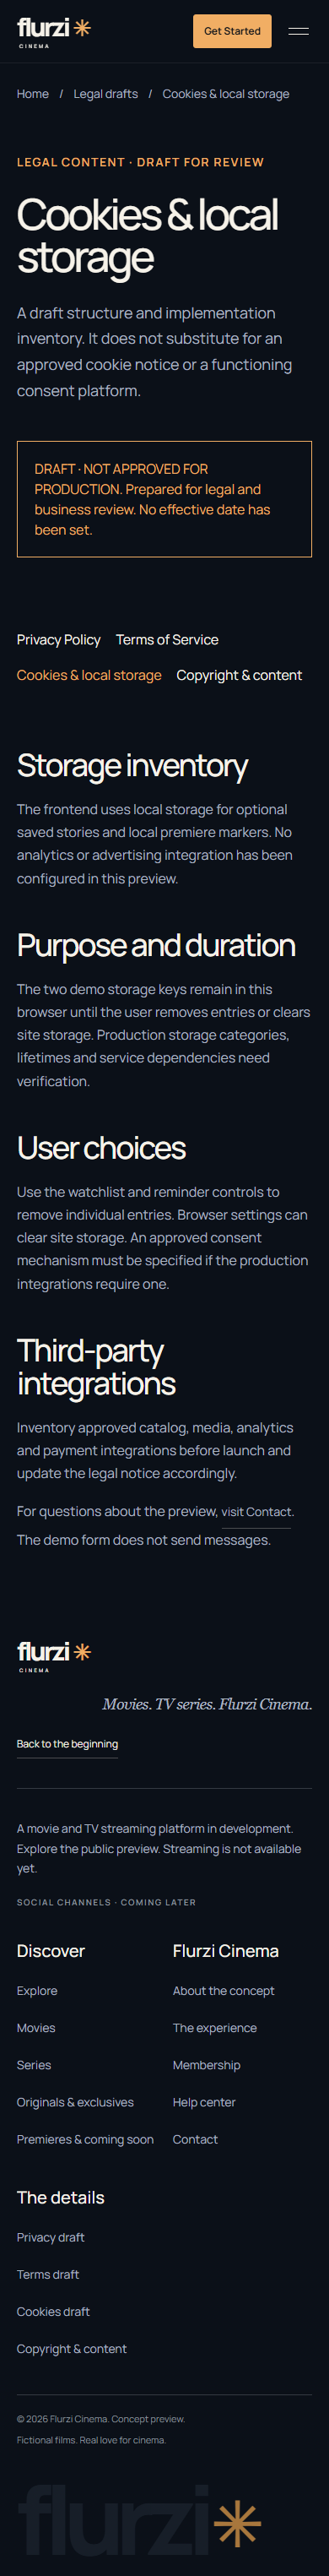 flurzi
CINEMA
Get Started
Home / Legal drafts / Cookies & local storage
LEGAL CONTENT · DRAFT FOR REVIEW
Cookies & local
storage
A draft structure and implementation
inventory. It does not substitute for an
approved cookie notice or a functioning
consent platform.
DRAFT · NOT APPROVED FOR
PRODUCTION. Prepared for legal and
business review. No effective date has
been set.
Privacy Policy Terms of Service
Cookies & local storage Copyright & content
Storage inventory
The frontend uses local storage for optional
saved stories and local premiere markers. No
analytics or advertising integration has been
configured in this preview.
Purpose and duration
The two demo storage keys remain in this
browser until the user removes entries or clears
site storage. Production storage categories,
lifetimes and service dependencies need
verification.
User choices
Use the watchlist and reminder controls to
remove individual entries. Browser settings can
clear site storage. An approved consent
mechanism must be specified if the production
integrations require one.
Third-party
integrations
Inventory approved catalog, media, analytics
and payment integrations before launch and
update the legal notice accordingly.
For questions about the preview, visit Contact.
The demo form does not send messages.
flurzi
CINEMA
Movies. TV series. Flurzi Cinema.
Back to the beginning
A movie and TV streaming platform in development.
Explore the public preview. Streaming is not available
yet.
SOCIAL CHANNELS · COMING LATER
Discover
Explore
Movies
Series
Originals & exclusives
Premieres & coming soon
Flurzi Cinema
About the concept
The experience
Membership
Help center
Contact
The details
Privacy draft
Terms draft
Cookies draft
Copyright & content
© 2026 Flurzi Cinema. Concept preview.
Fictional films. Real love for cinema.
flurzi